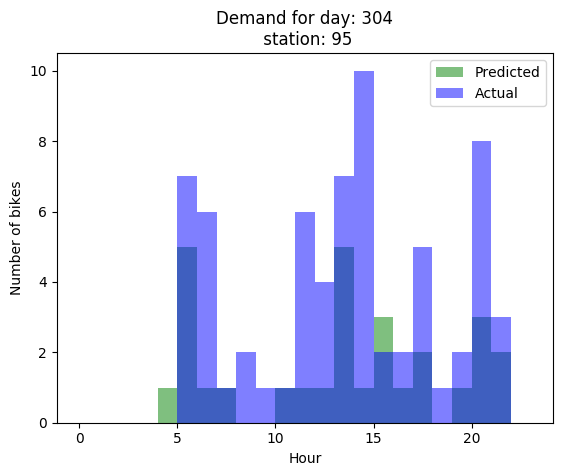 Demand for day: 304
station: 95
Predicted
Actual
Number of bikes
10
8
6
4
2
0
0 5 10 15 20
Hour